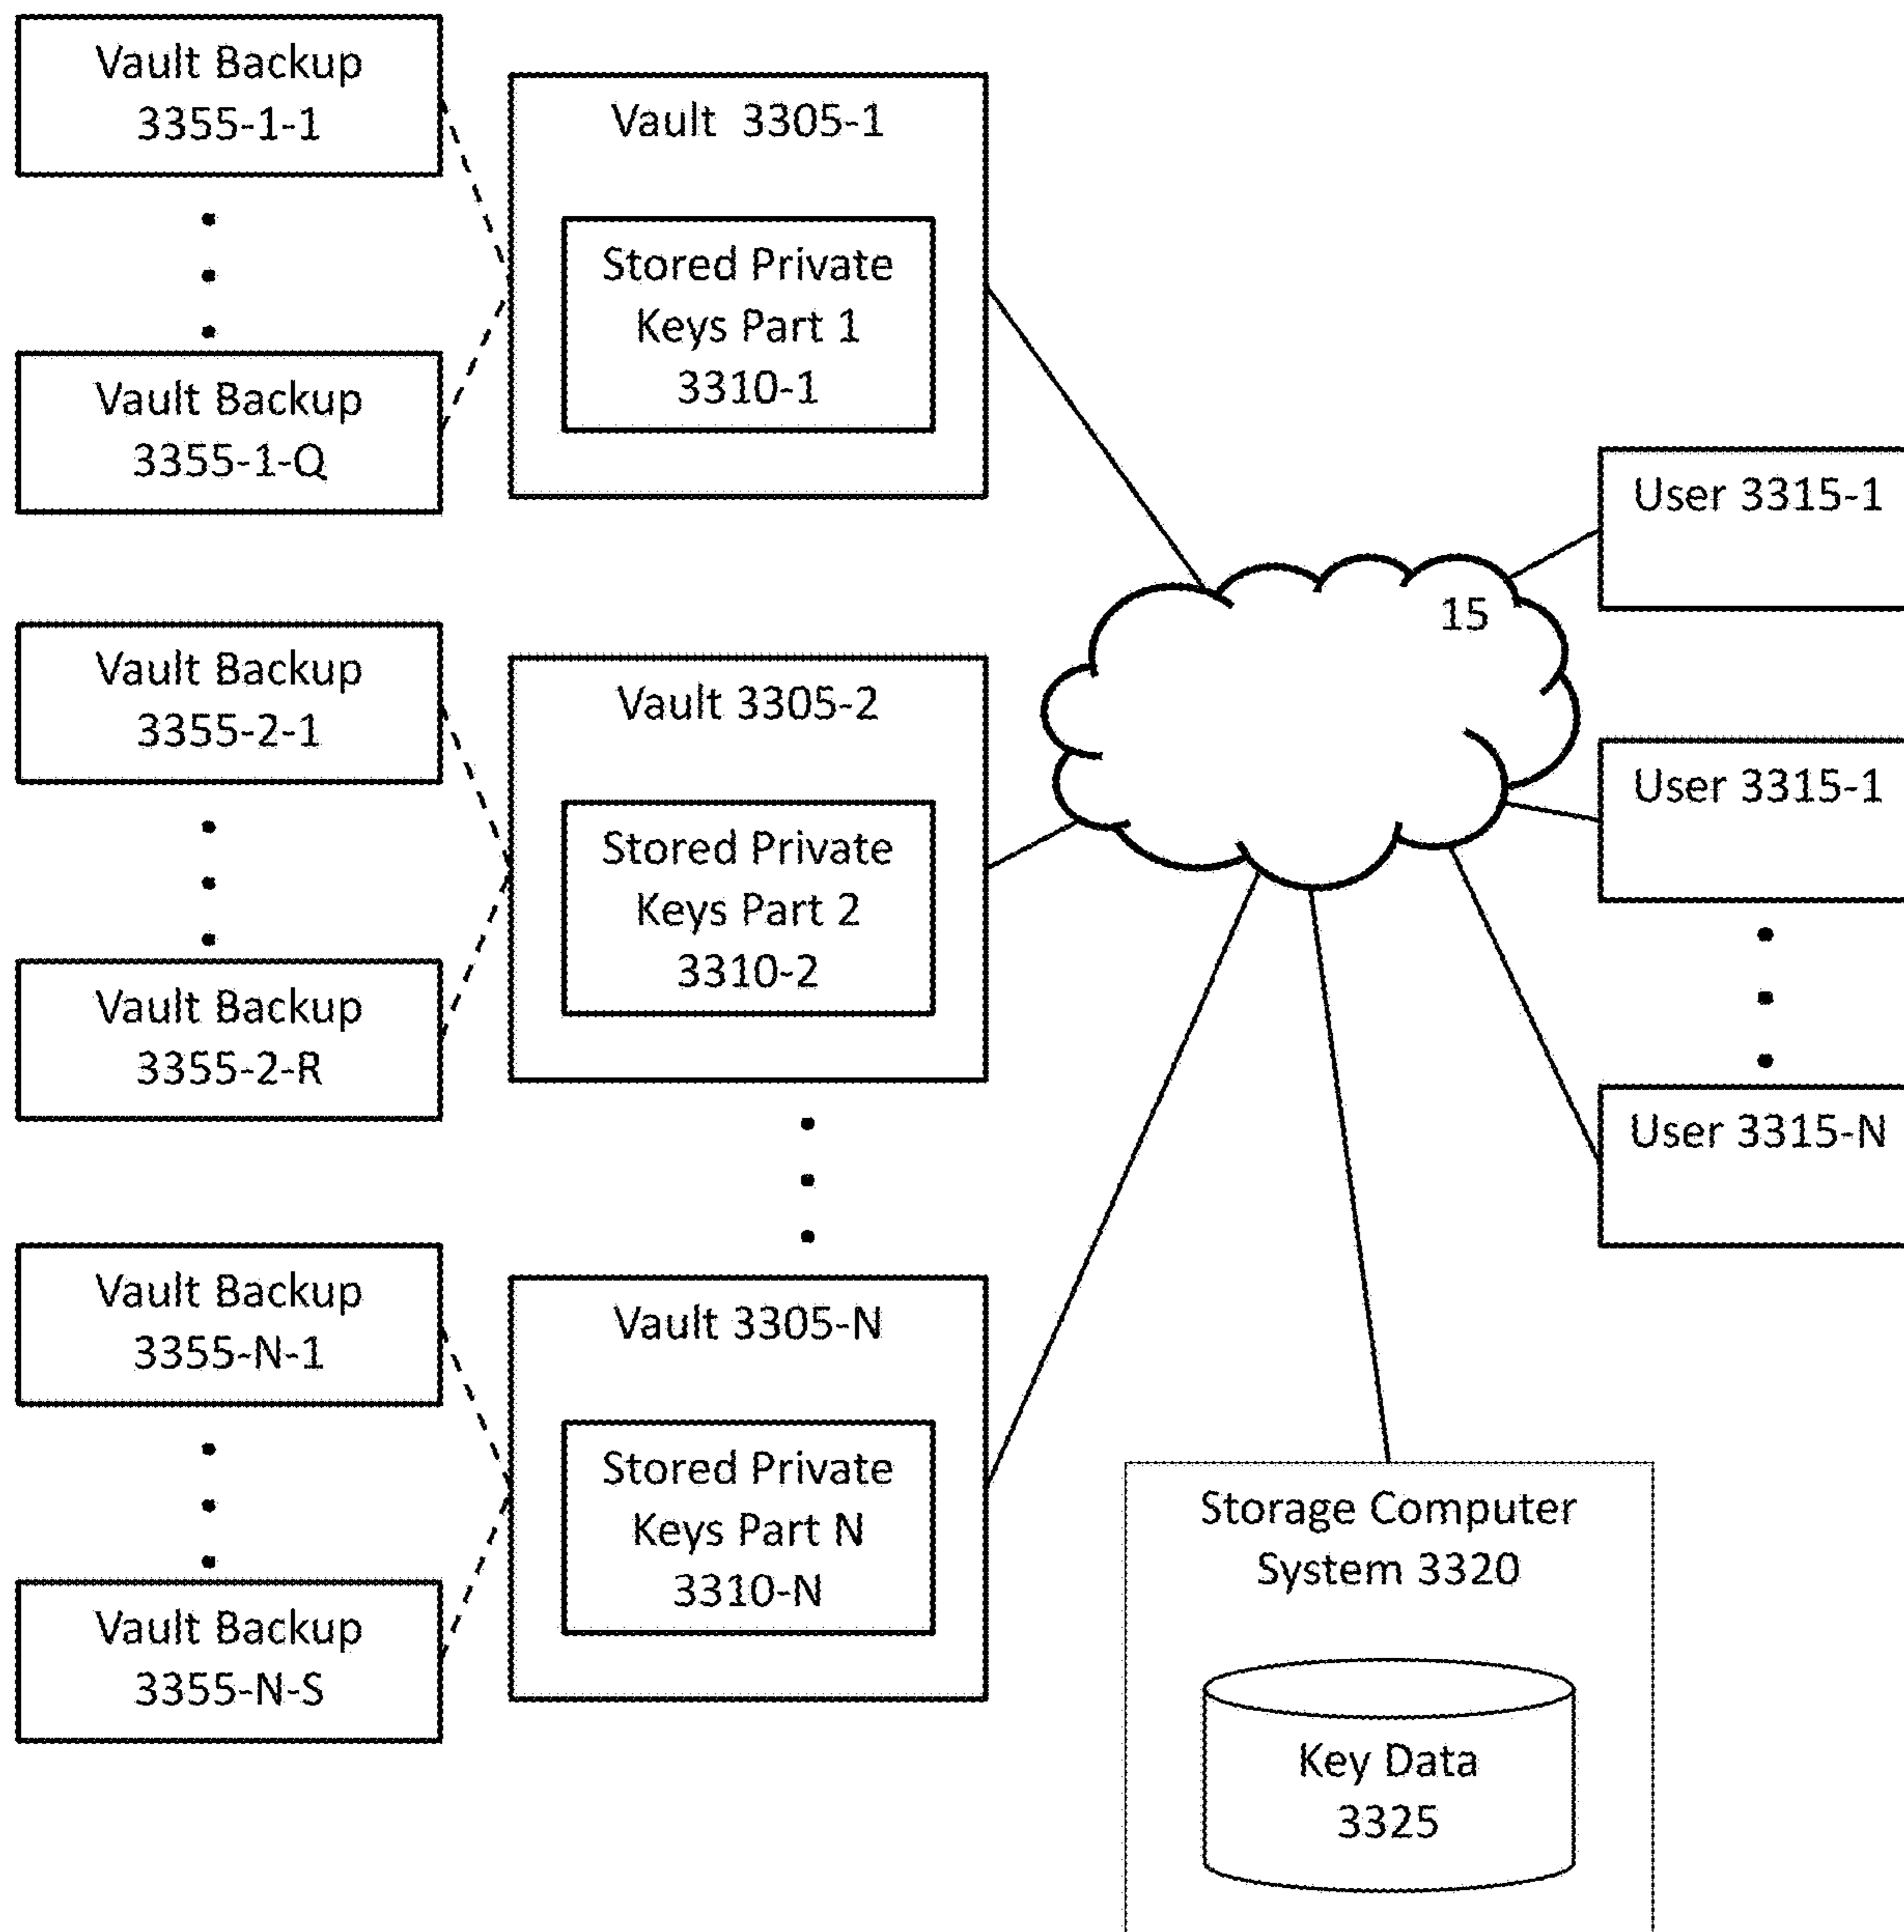 Vault Backup
3355-1-1
Vault Backup
3355-1-Q
Vault 3305-1
Stored Private
Keys Part 1
3310-1
Vault Backup
3355-2-1
Vault Backup
3355-2-R
Vault 3305-2
Stored Private
Keys Part 2
3310-2
Vault Backup
3355-N-1
Vault Backup
3355-N-S
Vault 3305-N
Stored Private
Keys Part N
3310-N
15
User 3315-1
User 3315-1
User 3315-N
Storage Computer
System 3320
Key Data
3325